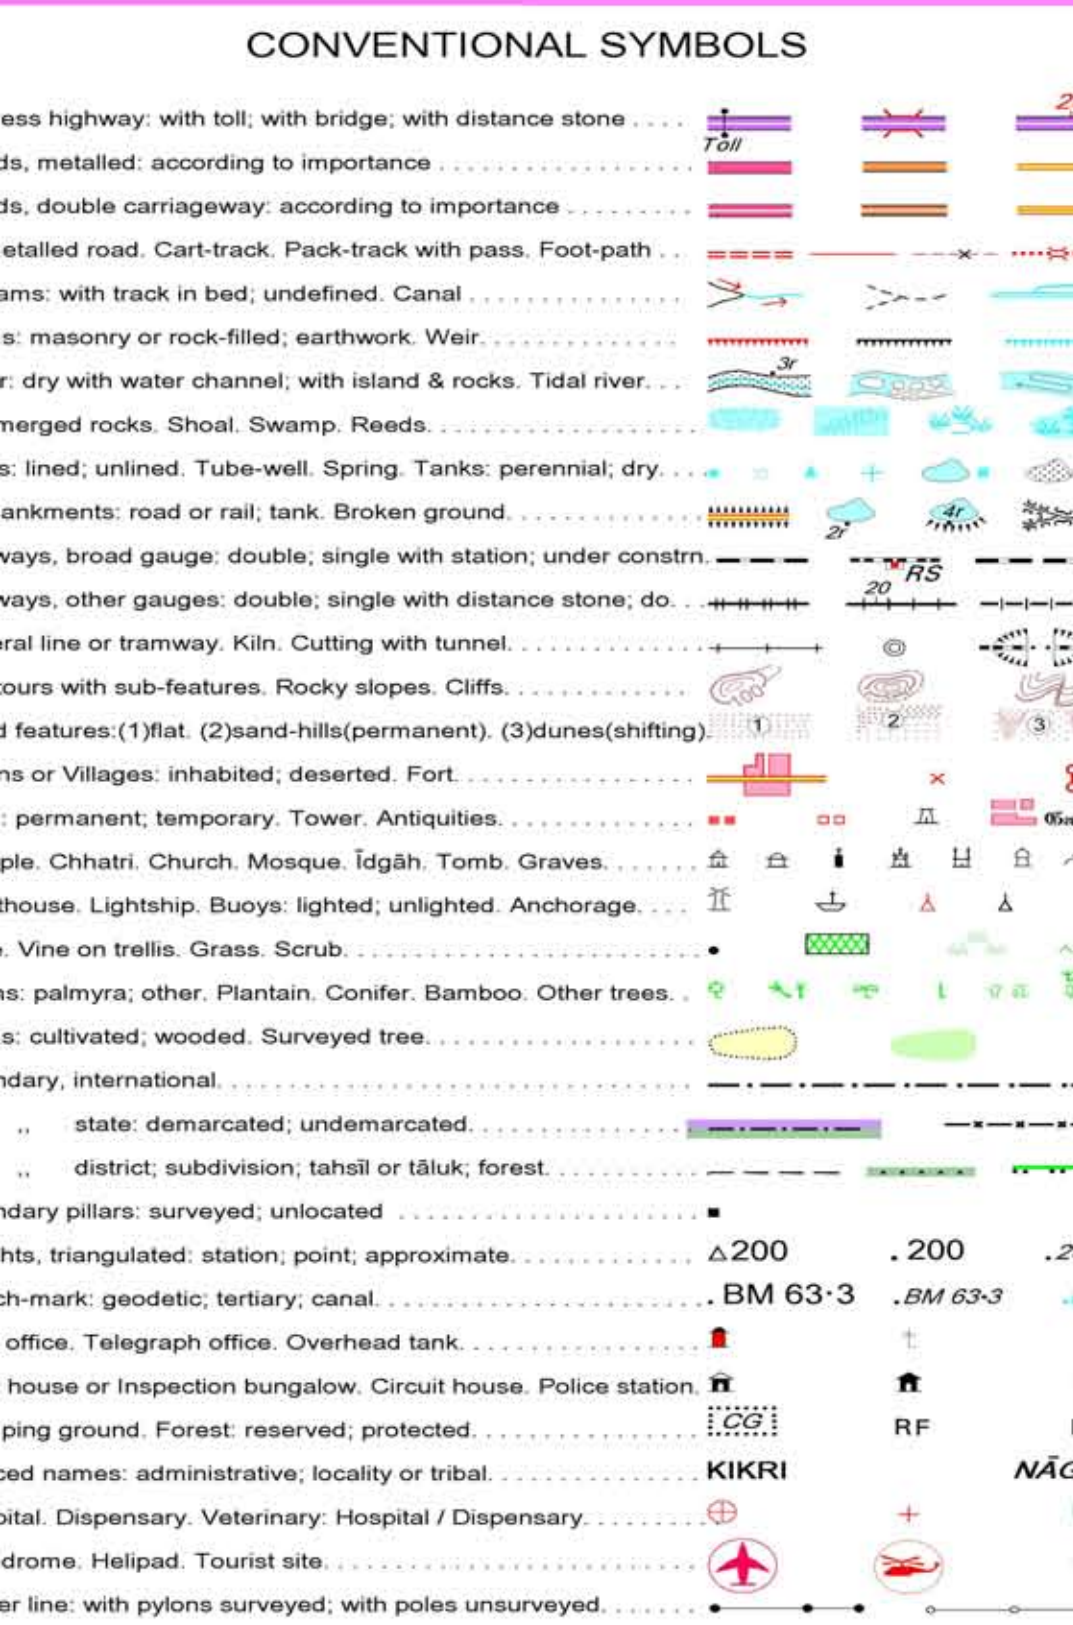 CONVENTIONAL SYMBOLS
ess highway: with toll; with bridge; with distance stone . . . .
Toll
ds, metalled: according to importance . . . . . . . . . . . . . . . . . . . . .
ds, double carriageway: according to importance . . . . . . . . .
etalled road. Cart-track. Pack-track with pass. Foot-path . .
ams: with track in bed; undefined. Canal . . . . . . . . . . . . . . . . .
s: masonry or rock-filled; earthwork. Weir. . . . . . . . . . . . . . . .
r: dry with water channel; with island & rocks. Tidal river. . . 3r
merged rocks. Shoal. Swamp. Reeds. . . . . . . . . . . . . . . . . . . . .
s: lined; unlined. Tube-well. Spring. Tanks: perennial; dry. . . .
ankments: road or rail; tank. Broken ground. . . . . . . . . . . . . . 2r 4r
ways, broad gauge: double; single with station; under constrn. RS
ways, other gauges: double; single with distance stone; do. . . 20
eral line or tramway. Kiln. Cutting with tunnel. . . . . . . . . . . . . .
tours with sub-features. Rocky slopes. Cliffs. . . . . . . . . . . . . .
d features:(1)flat. (2)sand-hills(permanent). (3)dunes(shifting). 1 2 3
ns or Villages: inhabited; deserted. Fort. . . . . . . . . . . . . . . . . .
: permanent; temporary. Tower. Antiquities. . . . . . . . . . . . . . .
ple. Chhatri. Church. Mosque. Īdgāh. Tomb. Graves. . . . . . .
thouse. Lightship. Buoys: lighted; unlighted. Anchorage. . . .
e. Vine on trellis. Grass. Scrub. . . . . . . . . . . . . . . . . . . . . . . . . . .
ns: palmyra; other. Plantain. Conifer. Bamboo. Other trees. .
s: cultivated; wooded. Surveyed tree. . . . . . . . . . . . . . . . . . . . .
ndary, international. . . . . . . . . . . . . . . . . . . . . . . . . . . . . . . . . . .
,, state: demarcated; undemarcated. . . . . . . . . . . . . . . . .
,, district; subdivision; tahsīl or tāluk; forest. . . . . . . . . . .
ndary pillars: surveyed; unlocated . . . . . . . . . . . . . . . . . . . . . .
ghts, triangulated: station; point; approximate. . . . . . . . . . . . . 200 . 200
ch-mark: geodetic; tertiary; canal. . . . . . . . . . . . . . . . . . . . . . . . . BM 63·3 .BM 63·3
office. Telegraph office. Overhead tank. . . . . . . . . . . . . . . . . .
house or Inspection bungalow. Circuit house. Police station.
ping ground. Forest: reserved; protected. . . . . . . . . . . . . . . . . CG RF
ced names: administrative; locality or tribal. . . . . . . . . . . . . . . KIKRI NĀG
pital. Dispensary. Veterinary: Hospital / Dispensary. . . . . . . . .
drome. Helipad. Tourist site. . . . . . . . . . . . . . . . . . . . . . . . . . . . .
er line: with pylons surveyed; with poles unsurveyed. . . . . . .